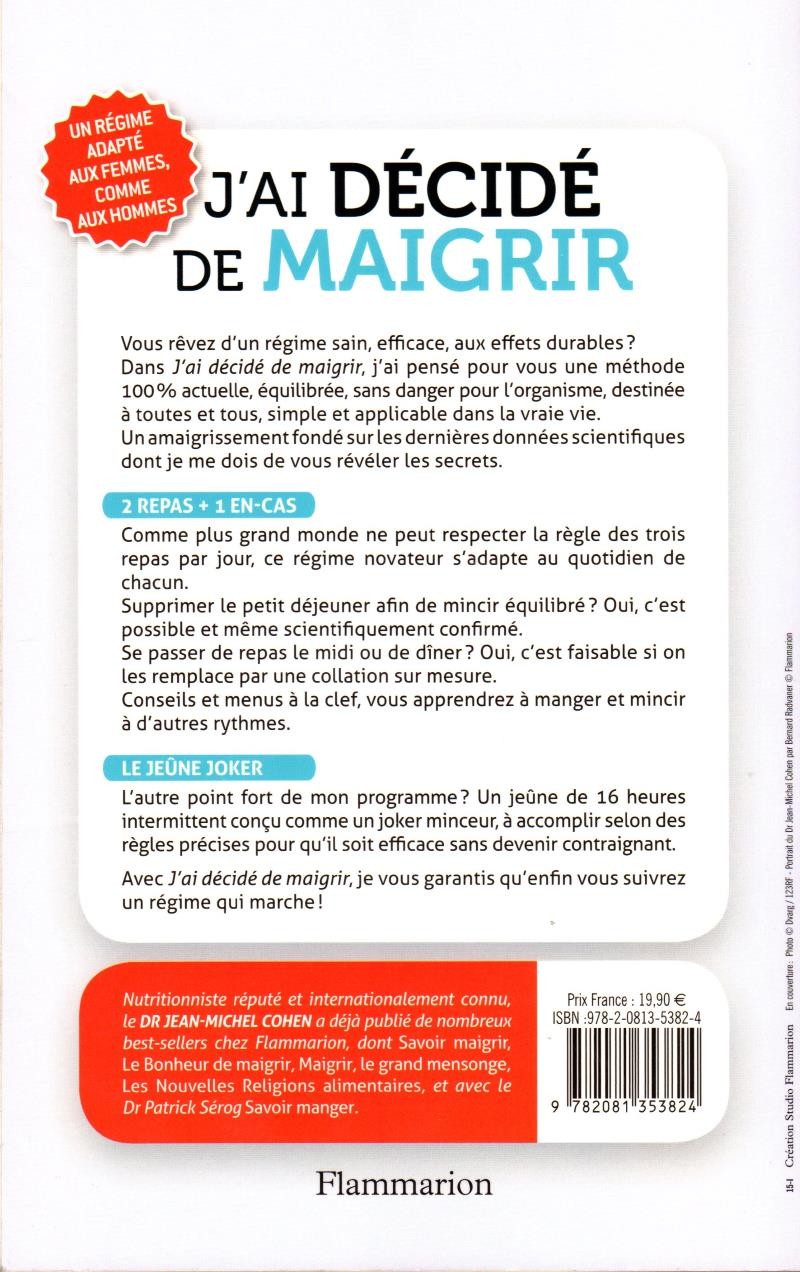 UN RÉGIME
ADAPTÉ
AUX FEMMES,
COMME
AUX HOMMES
J'AI DÉCIDÉ
DE MAIGRIR
Vous rêvez d'un régime sain, efficace, aux effets durables ?
Dans J'ai décidé de maigrir, j'ai pensé pour vous une méthode
100 % actuelle, équilibrée, sans danger pour l'organisme, destinée
à toutes et tous, simple et applicable dans la vraie vie.
Un amaigrissement fondé sur les dernières données scientifiques
dont je me dois de vous révéler les secrets.
2 REPAS + 1 EN-CAS
Comme plus grand monde ne peut respecter la règle des trois
repas par jour, ce régime novateur s'adapte au quotidien de
chacun.
Supprimer le petit déjeuner afin de mincir équilibré ? Oui, c'est
possible et même scientifiquement confirmé.
Se passer de repas le midi ou de dîner ? Oui, c'est faisable si on
les remplace par une collation sur mesure.
Conseils et menus à la clef, vous apprendrez à manger et mincir
à d'autres rythmes.
LE JEÛNE JOKER
L'autre point fort de mon programme ? Un jeûne de 16 heures
intermittent conçu comme un joker minceur, à accomplir selon des
règles précises pour qu'il soit efficace sans devenir contraignant.
Avec J'ai décidé de maigrir, je vous garantis qu'enfin vous suivrez
un régime qui marche !
Nutritionniste réputé et internationalement connu,
le DR JEAN-MICHEL COHEN a déjà publié de nombreux
best-sellers chez Flammarion, dont Savoir maigrir,
Le Bonheur de maigrir, Maigrir, le grand mensonge,
Les Nouvelles Religions alimentaires, et avec le
Dr Patrick Sérog Savoir manger.
Prix France : 19,90 €
ISBN :978-2-0813-5382-4
9 782081 353824
Flammarion
15-I Création Studio Flammarion En couverture : Photo © Dvarg / 123RF - Portrait du Dr Jean-Michel Cohen par Bernard Radvaner © Flammarion